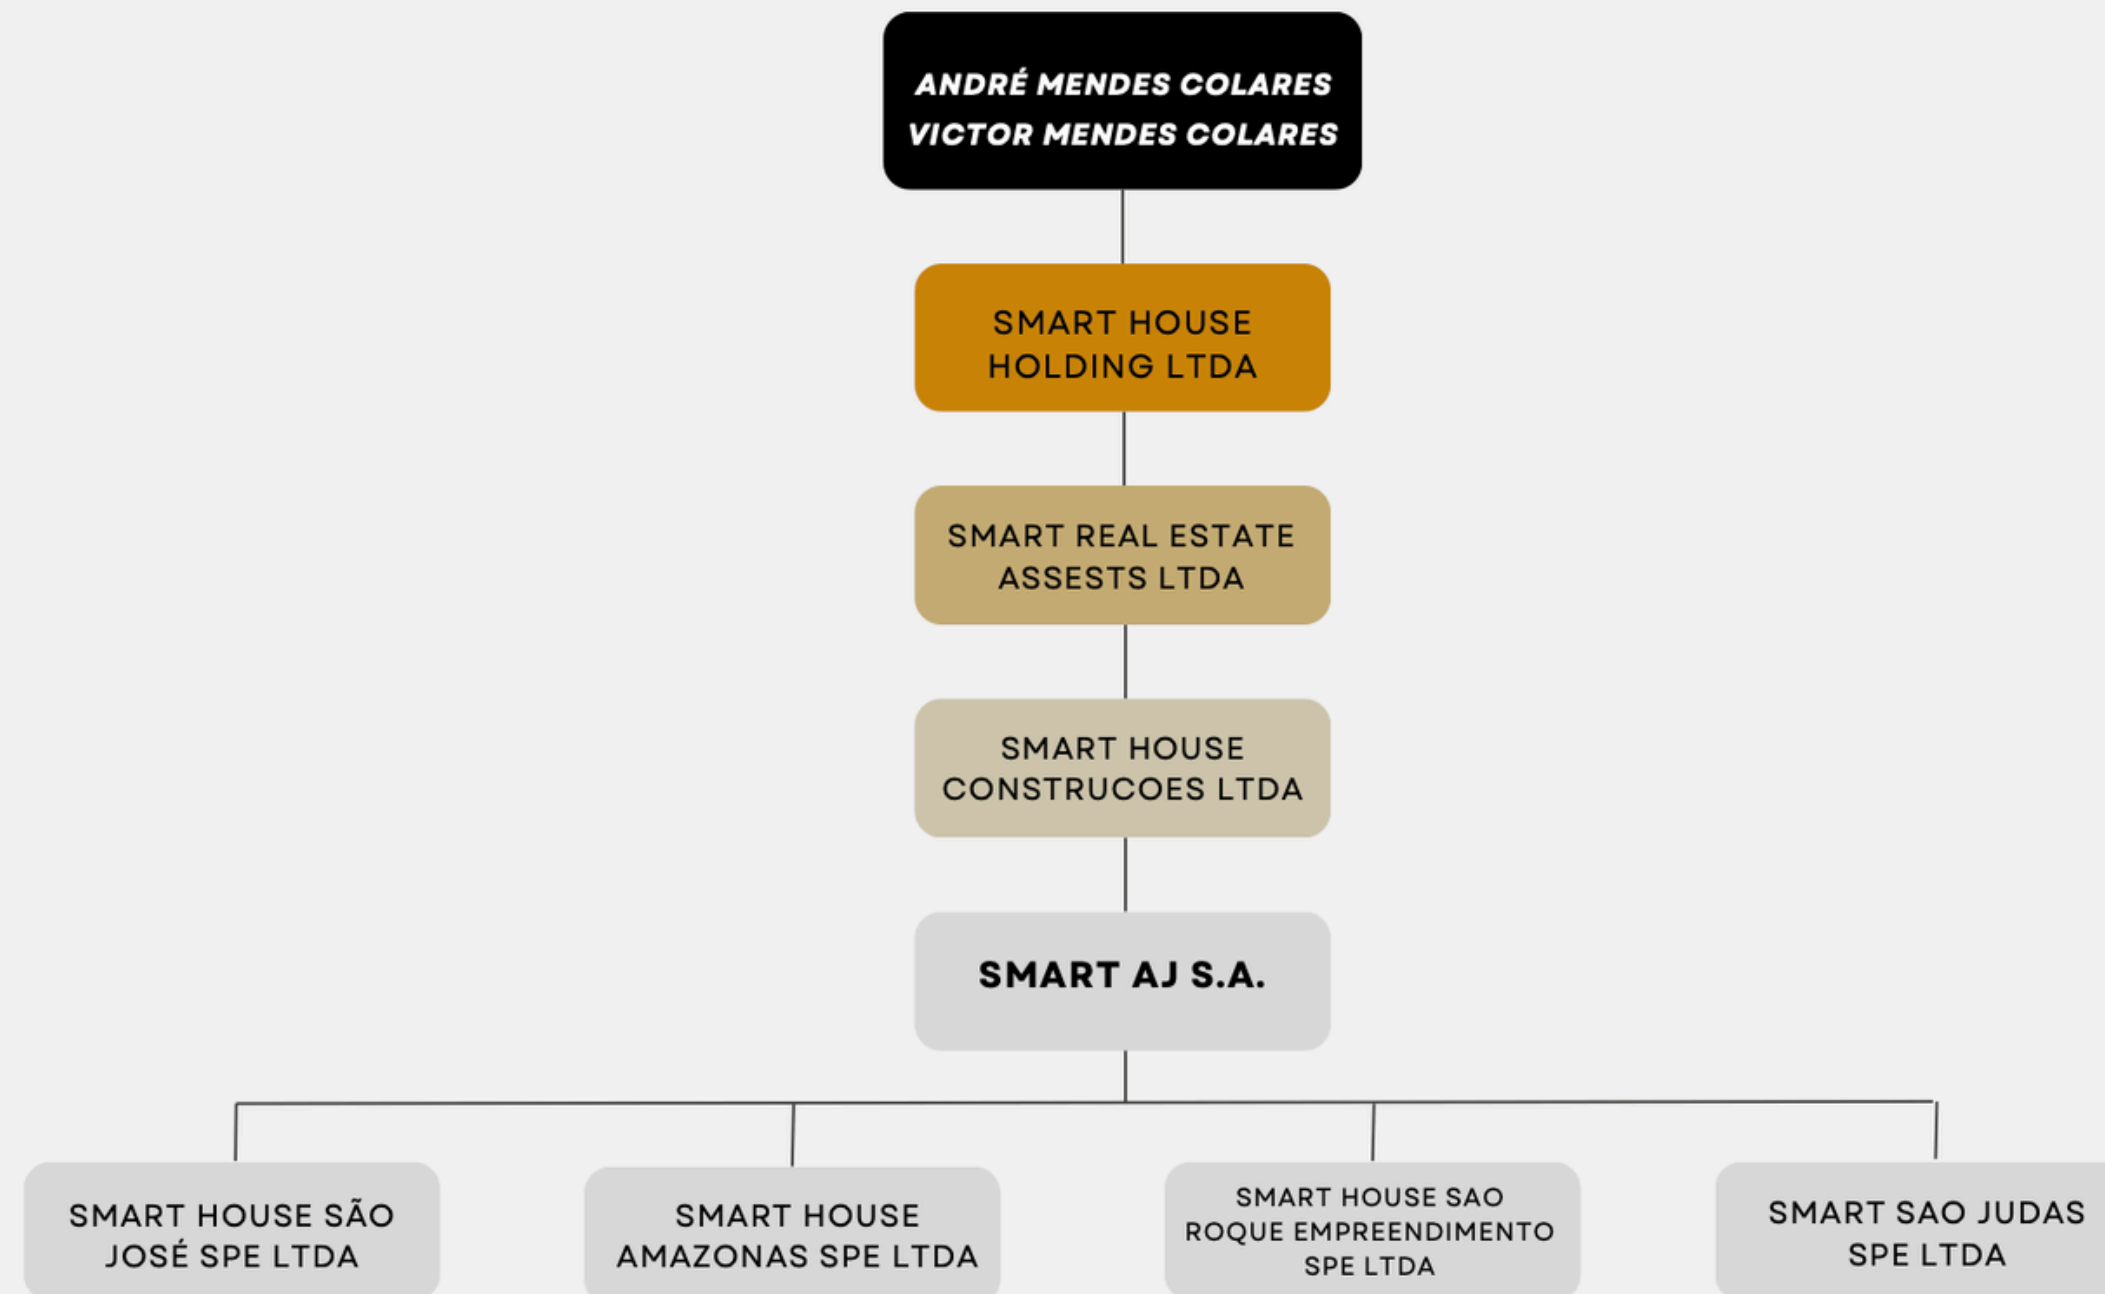 ANDRÉ MENDES COLARES
VICTOR MENDES COLARES
SMART HOUSE
HOLDING LTDA
SMART REAL ESTATE
ASSESTS LTDA
SMART HOUSE
CONSTRUCOES LTDA
SMART AJ S.A.
SMART HOUSE SÃO
JOSÉ SPE LTDA
SMART HOUSE
AMAZONAS SPE LTDA
SMART HOUSE SAO
ROQUE EMPREENDIMENTO
SPE LTDA
SMART SAO JUDAS
SPE LTDA